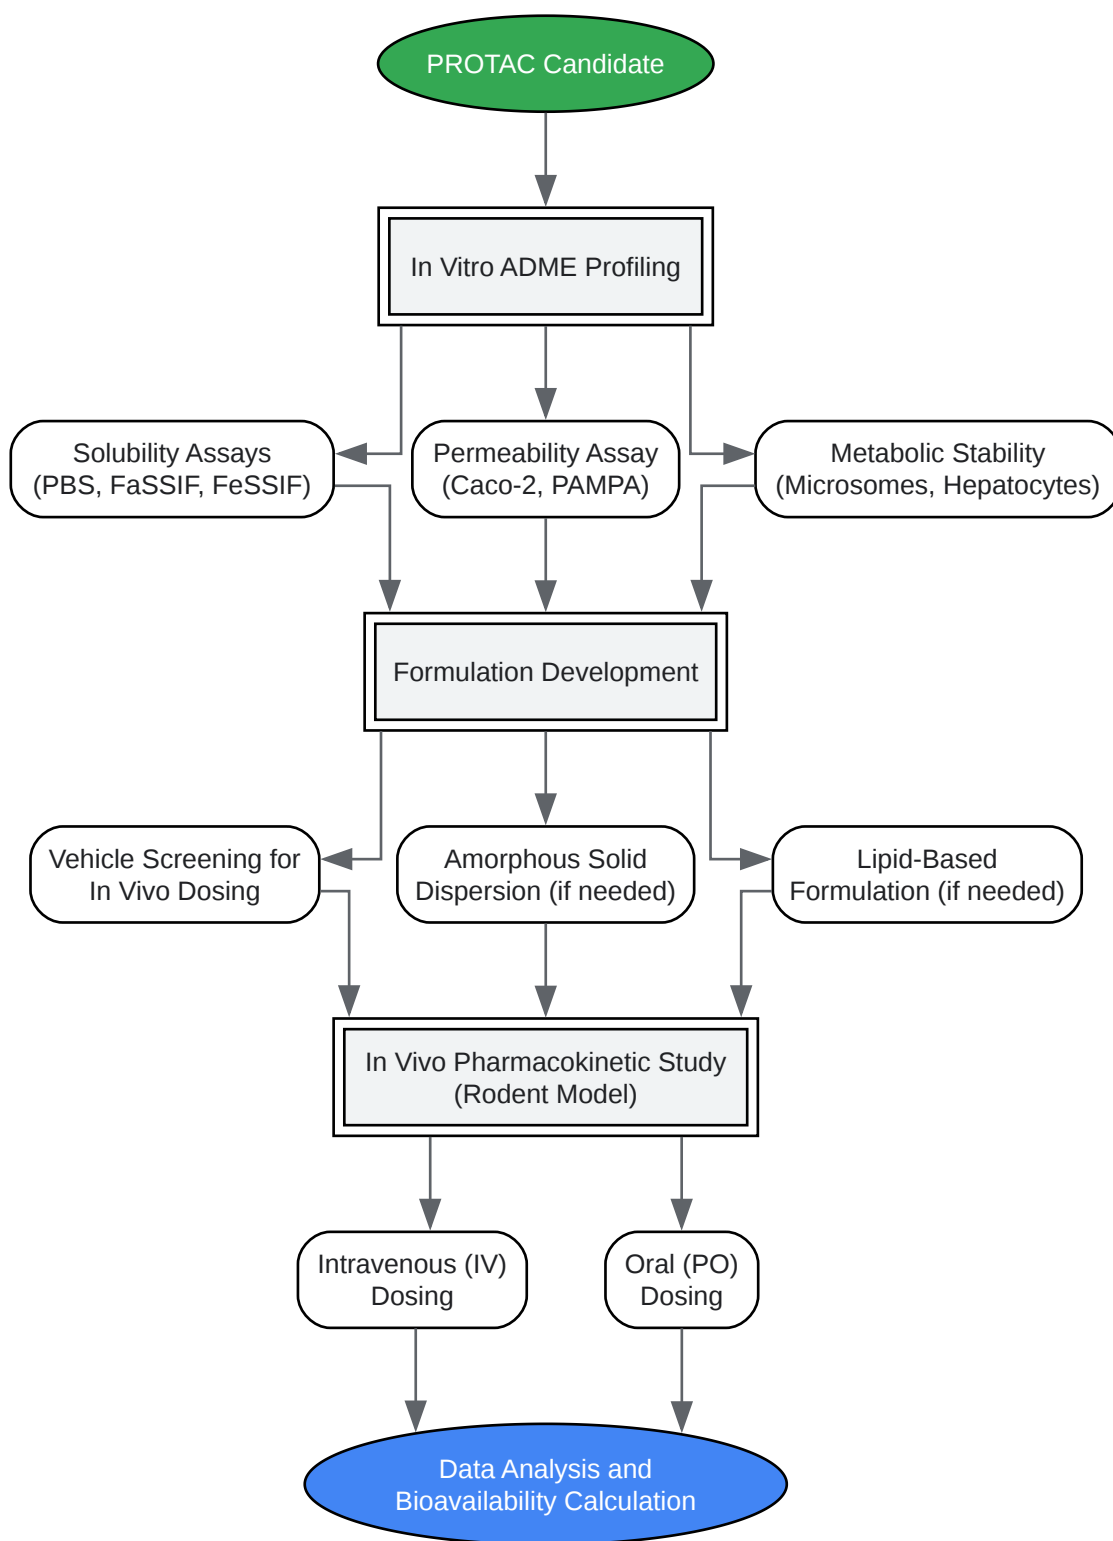 PROTAC Candidate
In Vitro ADME Profiling
Solubility Assays
(PBS, FaSSIF, FeSSIF)
Permeability Assay
(Caco-2, PAMPA)
Metabolic Stability
(Microsomes, Hepatocytes)
Formulation Development
Vehicle Screening for
In Vivo Dosing
Amorphous Solid
Dispersion (if needed)
Lipid-Based
Formulation (if needed)
In Vivo Pharmacokinetic Study
(Rodent Model)
Intravenous (IV)
Dosing
Oral (PO)
Dosing
Data Analysis and
Bioavailability Calculation